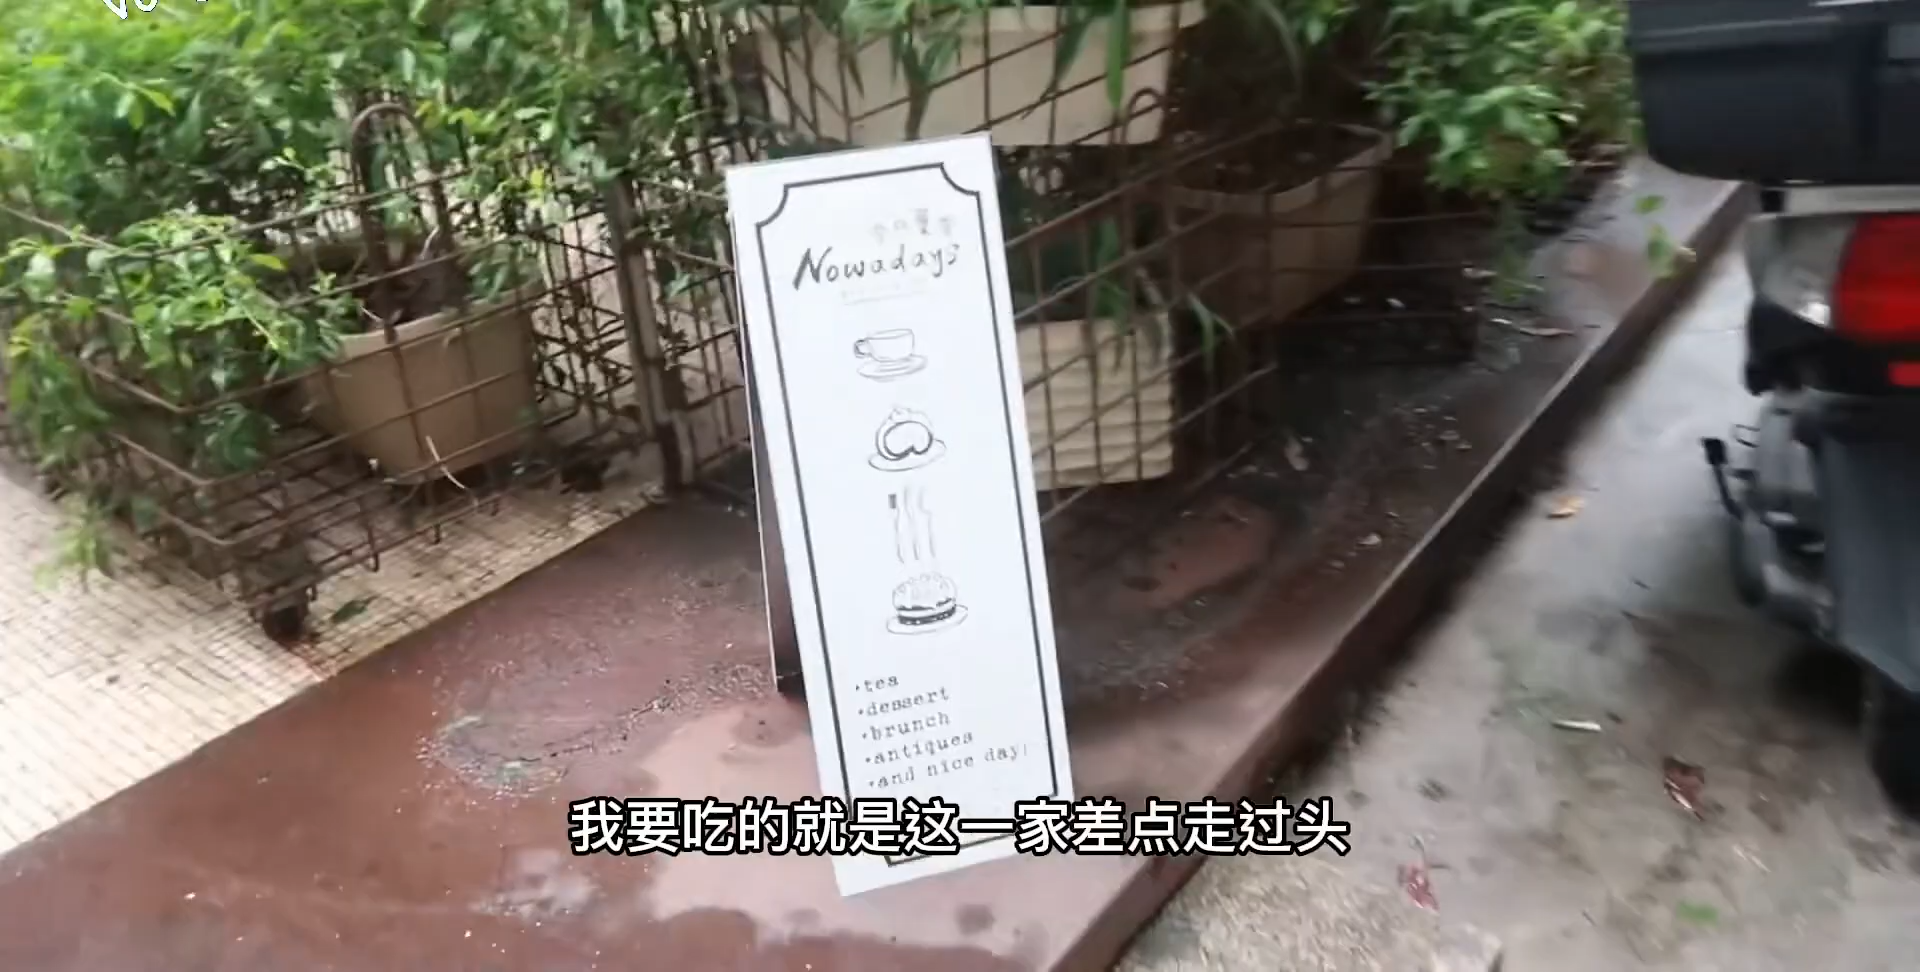 Nowadays
·tea
·dessert
·brunch
·antiques
·and nice day!
我要吃的就是这一家差点走过头